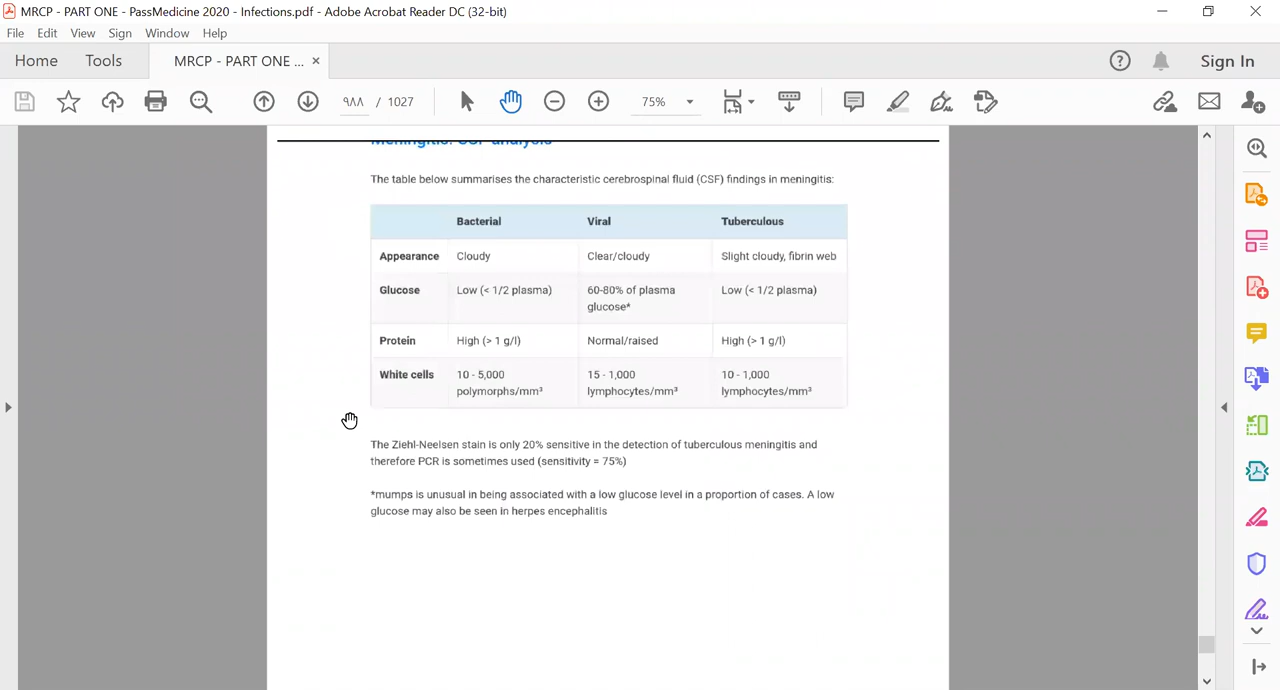 MRCP - PART ONE - PassMedicine 2020 - Infections.pdf - Adobe Acrobat Reader DC (32-bit)
File Edit View Sign Window Help
Home Tools MRCP - PART ONE ... × Sign In
٩٨٨ / 1027 75%
Meningitis: CSF analysis
The table below summarises the characteristic cerebrospinal fluid (CSF) findings in meningitis:
Bacterial Viral Tuberculous
Appearance Cloudy Clear/cloudy Slight cloudy, fibrin web
Glucose Low (< 1/2 plasma) 60-80% of plasma glucose* Low (< 1/2 plasma)
Protein High (> 1 g/l) Normal/raised High (> 1 g/l)
White cells 10 - 5,000 polymorphs/mm³ 15 - 1,000 lymphocytes/mm³ 10 - 1,000 lymphocytes/mm³
The Ziehl-Neelsen stain is only 20% sensitive in the detection of tuberculous meningitis and
therefore PCR is sometimes used (sensitivity = 75%)
*mumps is unusual in being associated with a low glucose level in a proportion of cases. A low
glucose may also be seen in herpes encephalitis